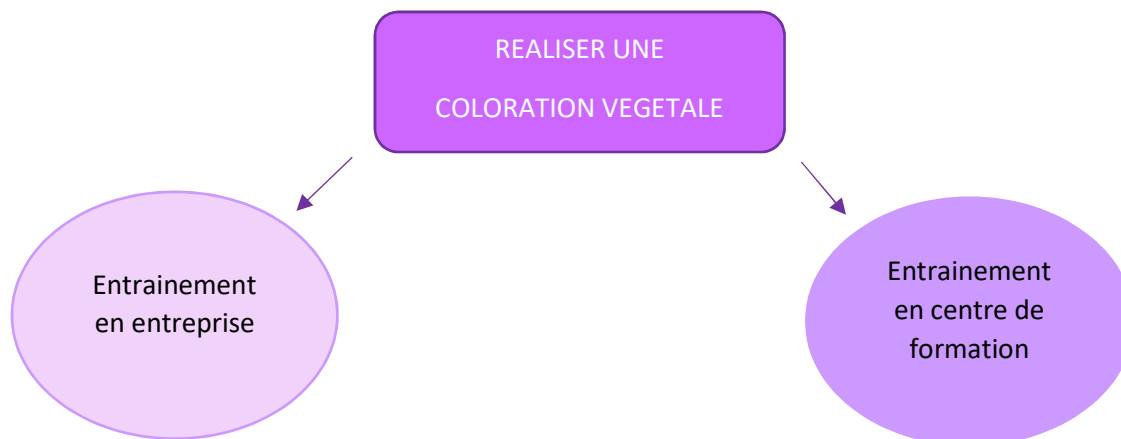 REALISER UNE
COLORATION VEGETALE
Entrainement
en entreprise
Entrainement
en centre de
formation